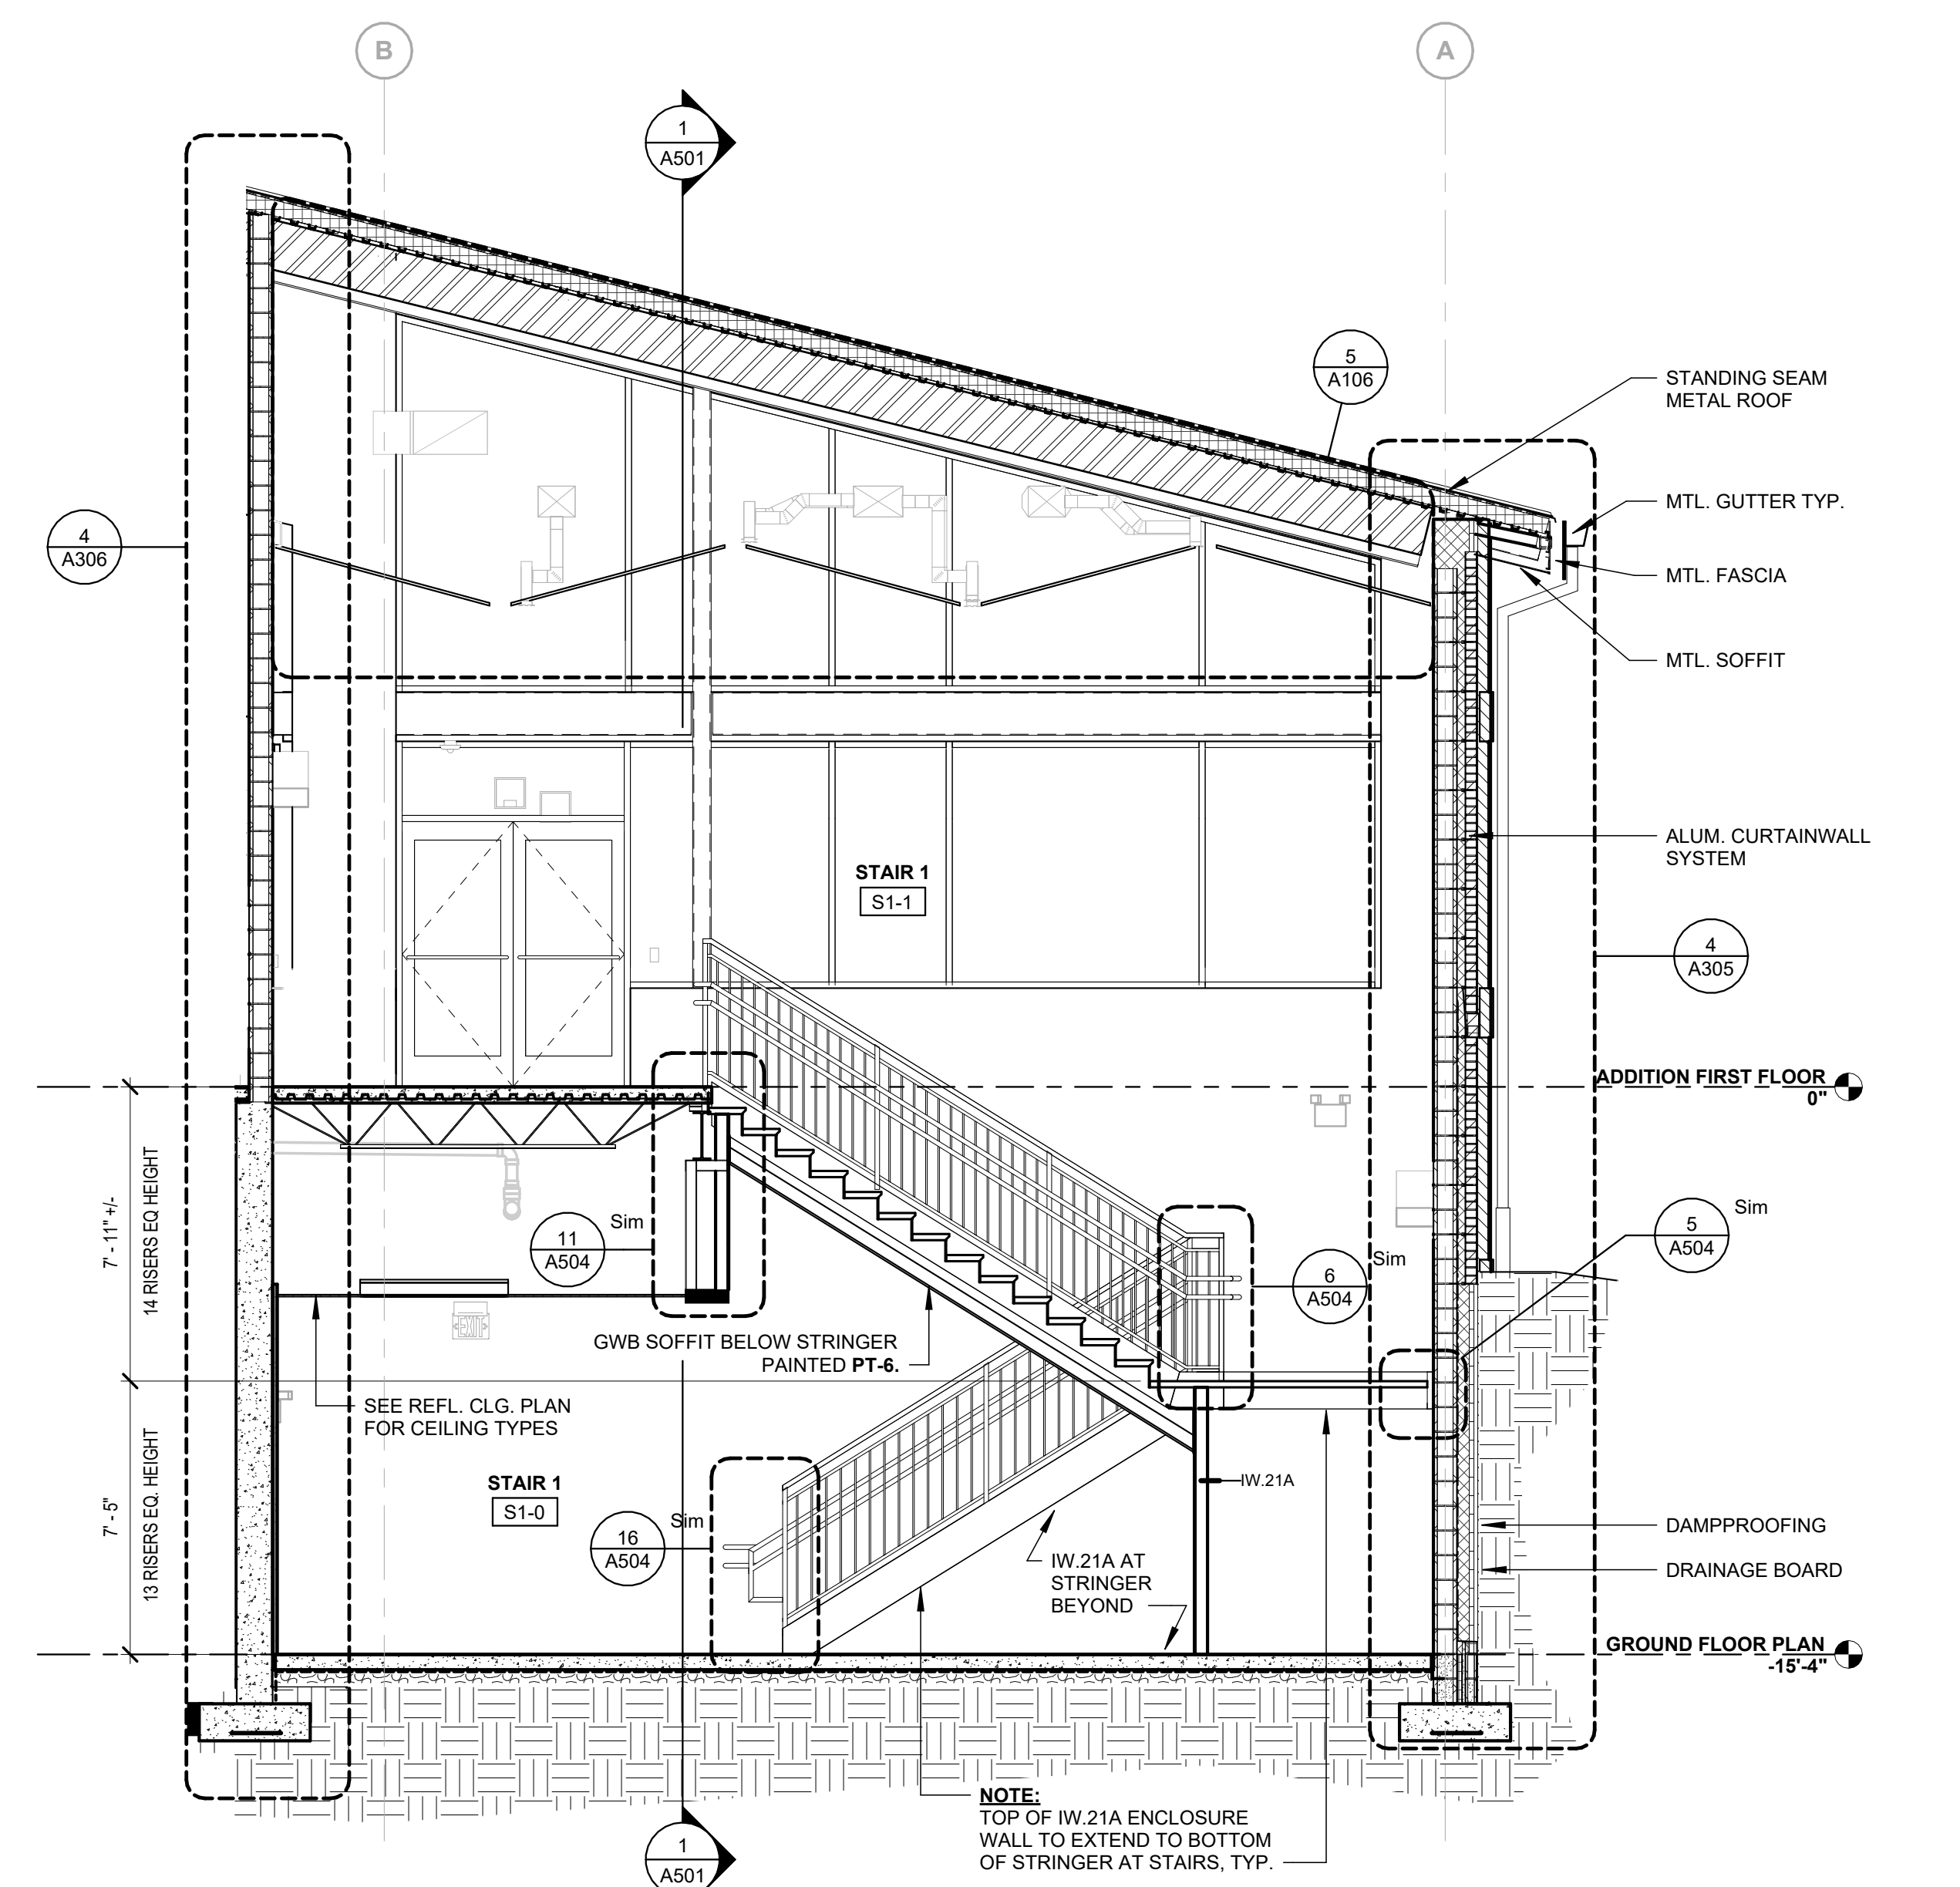 B
A
1
A501
5
A106
STANDING SEAM
METAL ROOF
MTL. GUTTER TYP.
4
A306
MTL. FASCIA
MTL. SOFFIT
ALUM. CURTAINWALL
SYSTEM
STAIR 1
S1-1
4
A305
ADDITION FIRST FLOOR
0"
7' - 11" +/-
14 RISERS EQ HEIGHT
11
A504
Sim
6
A504
Sim
5
A504
Sim
EXIT
GWB SOFFIT BELOW STRINGER
PAINTED PT-6.
SEE REFL. CLG. PLAN
FOR CEILING TYPES
7' - 5"
13 RISERS EQ. HEIGHT
STAIR 1
S1-0
16
A504
Sim
IW.21A
IW.21A AT
STRINGER
BEYOND
DAMPPROOFING
DRAINAGE BOARD
GROUND FLOOR PLAN
-15'-4"
NOTE:
TOP OF IW.21A ENCLOSURE
WALL TO EXTEND TO BOTTOM
OF STRINGER AT STAIRS, TYP.
1
A501